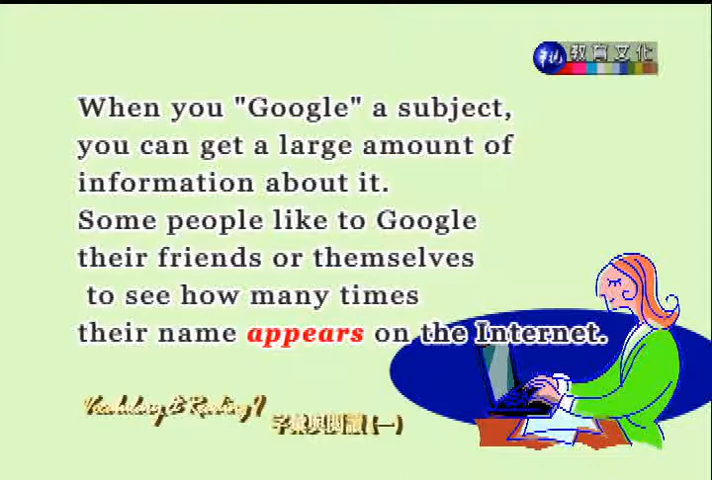 教育文化
When you "Google" a subject,
you can get a large amount of
information about it.
Some people like to Google
their friends or themselves
to see how many times
their name appears on the Internet.
Vocabulary & Reading I
字彙與閱讀(一)